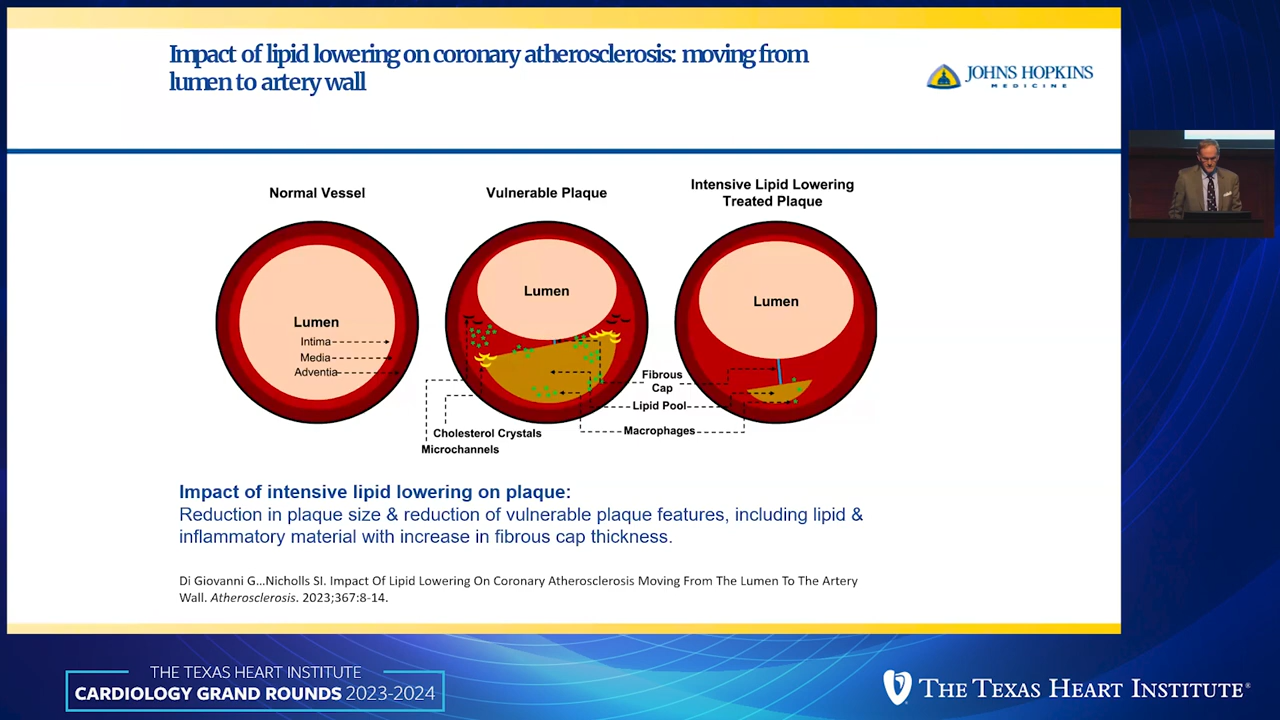 Impact of lipid lowering on coronary atherosclerosis: moving from
lumen to artery wall
JOHNS HOPKINS
MEDICINE
Normal Vessel
Vulnerable Plaque
Intensive Lipid Lowering
Treated Plaque
Lumen
Intima
Media
Adventia
Lumen
Lumen
Fibrous
Cap
Lipid Pool
Macrophages
Cholesterol Crystals
Microchannels
Impact of intensive lipid lowering on plaque:
Reduction in plaque size & reduction of vulnerable plaque features, including lipid &
inflammatory material with increase in fibrous cap thickness.
Di Giovanni G...Nicholls SI. Impact Of Lipid Lowering On Coronary Atherosclerosis Moving From The Lumen To The Artery
Wall. Atherosclerosis. 2023;367:8-14.
THE TEXAS HEART INSTITUTE
CARDIOLOGY GRAND ROUNDS 2023-2024
THE TEXAS HEART INSTITUTE®